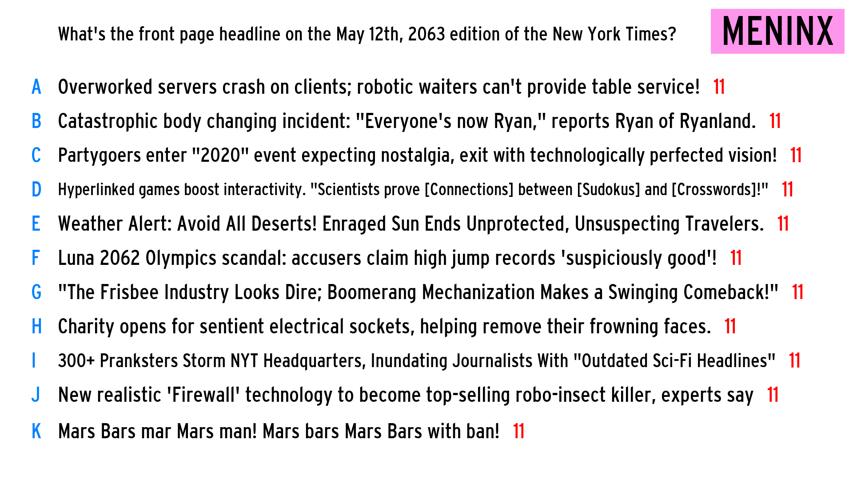 What's the front page headline on the May 12th, 2063 edition of the New York Times?
MENINX
A Overworked servers crash on clients; robotic waiters can't provide table service! 11
B Catastrophic body changing incident: "Everyone's now Ryan," reports Ryan of Ryanland. 11
C Partygoers enter "2020" event expecting nostalgia, exit with technologically perfected vision! 11
D Hyperlinked games boost interactivity. "Scientists prove [Connections] between [Sudokus] and [Crosswords]!" 11
E Weather Alert: Avoid All Deserts! Enraged Sun Ends Unprotected, Unsuspecting Travelers. 11
F Luna 2062 Olympics scandal: accusers claim high jump records 'suspiciously good'! 11
G "The Frisbee Industry Looks Dire; Boomerang Mechanization Makes a Swinging Comeback!" 11
H Charity opens for sentient electrical sockets, helping remove their frowning faces. 11
I 300+ Pranksters Storm NYT Headquarters, Inundating Journalists With "Outdated Sci-Fi Headlines" 11
J New realistic 'Firewall' technology to become top-selling robo-insect killer, experts say 11
K Mars Bars mar Mars man! Mars bars Mars Bars with ban! 11